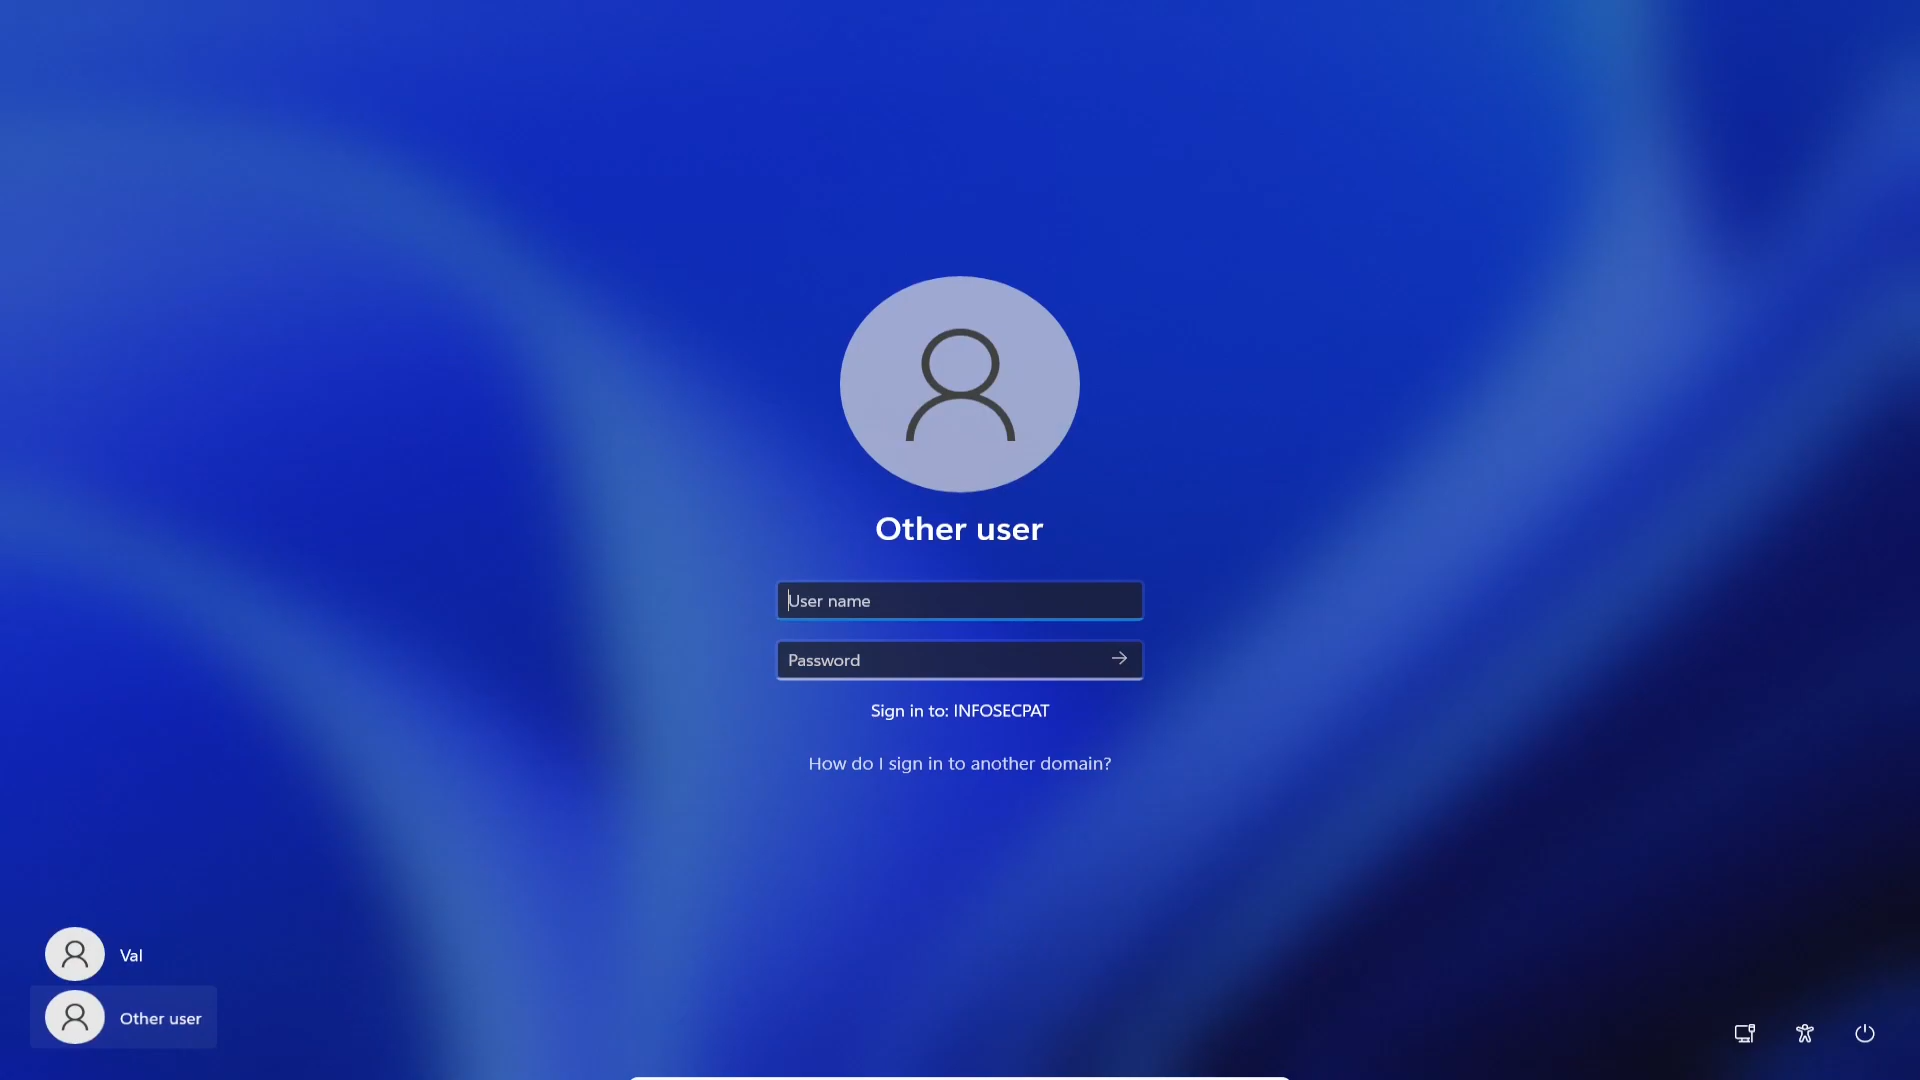 Other user
User name
Password
Sign in to: INFOSECPAT
How do I sign in to another domain?
Val
Other user